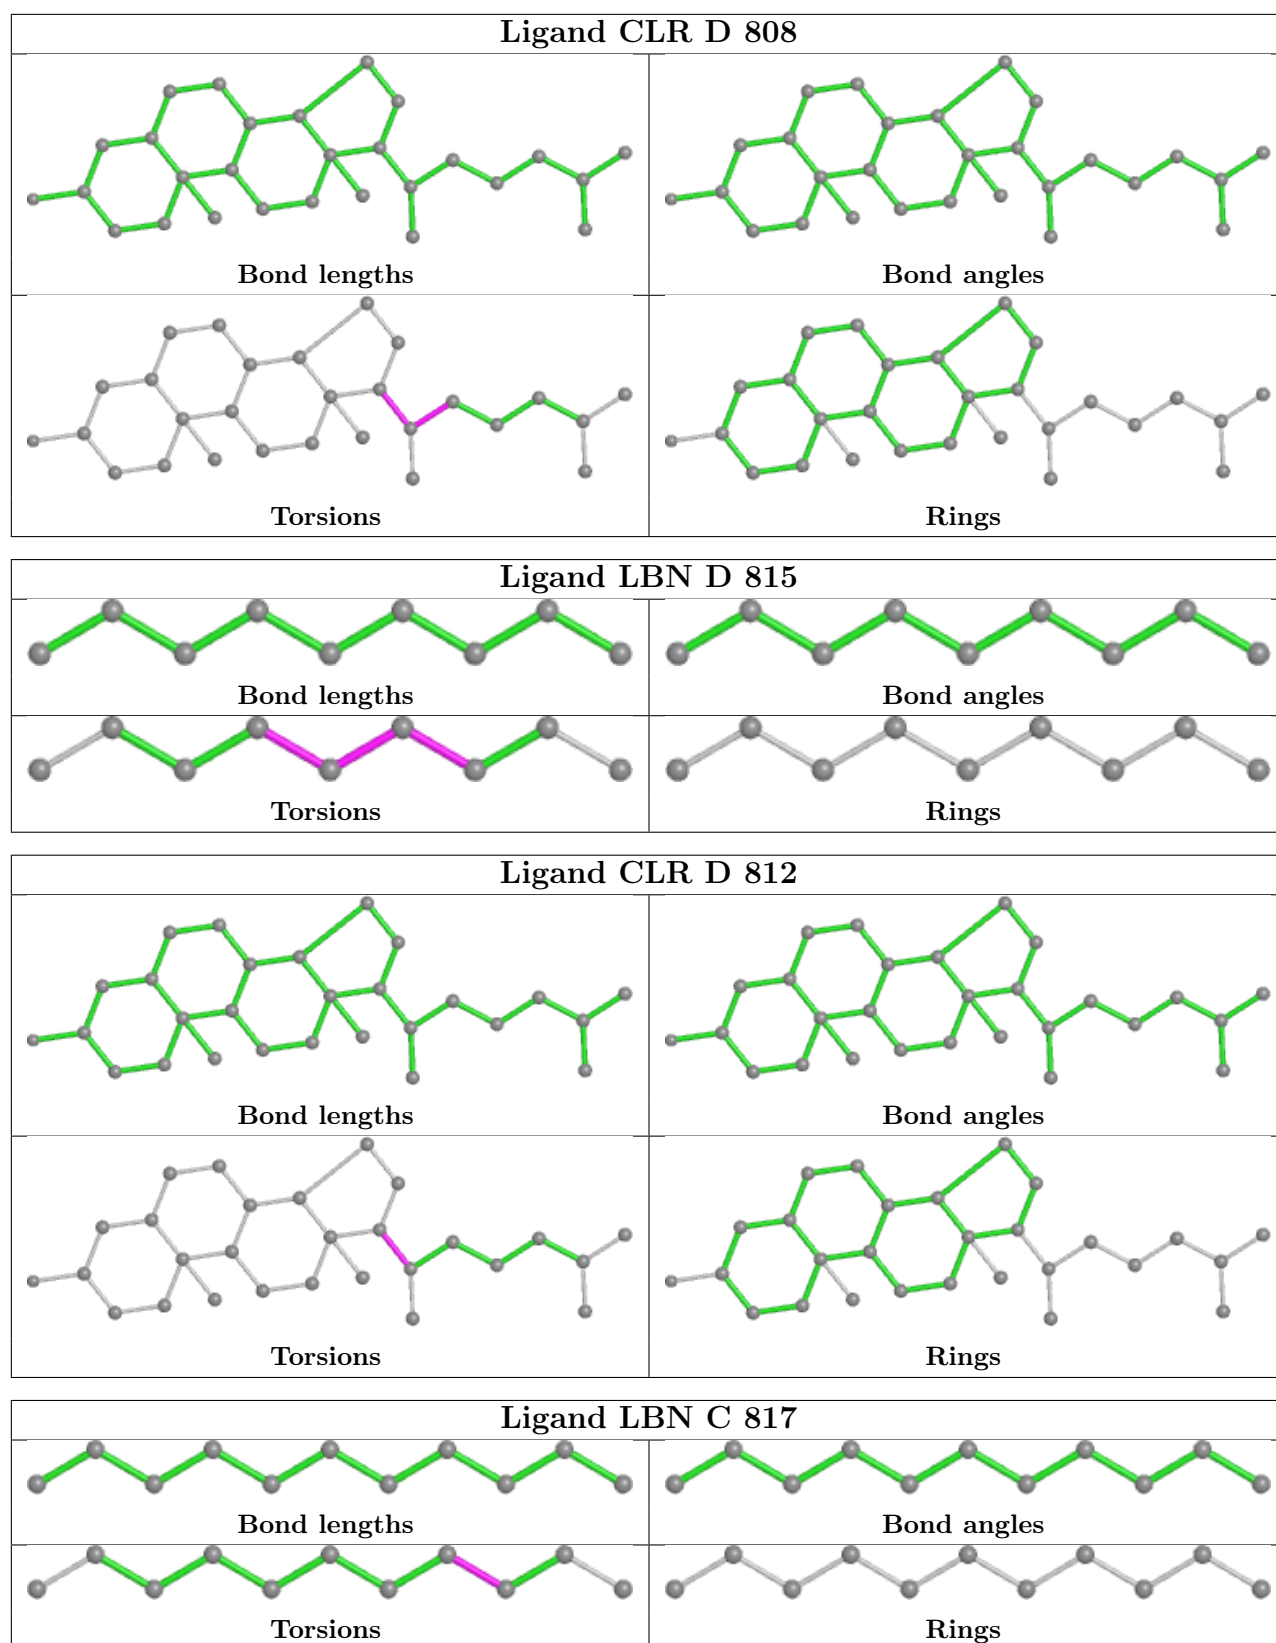 Ligand CLR D 808
Bond lengths
Bond angles
Torsions
Rings
Ligand LBN D 815
Bond lengths
Bond angles
Torsions
Rings
Ligand CLR D 812
Bond lengths
Bond angles
Torsions
Rings
Ligand LBN C 817
Bond lengths
Bond angles
Torsions
Rings